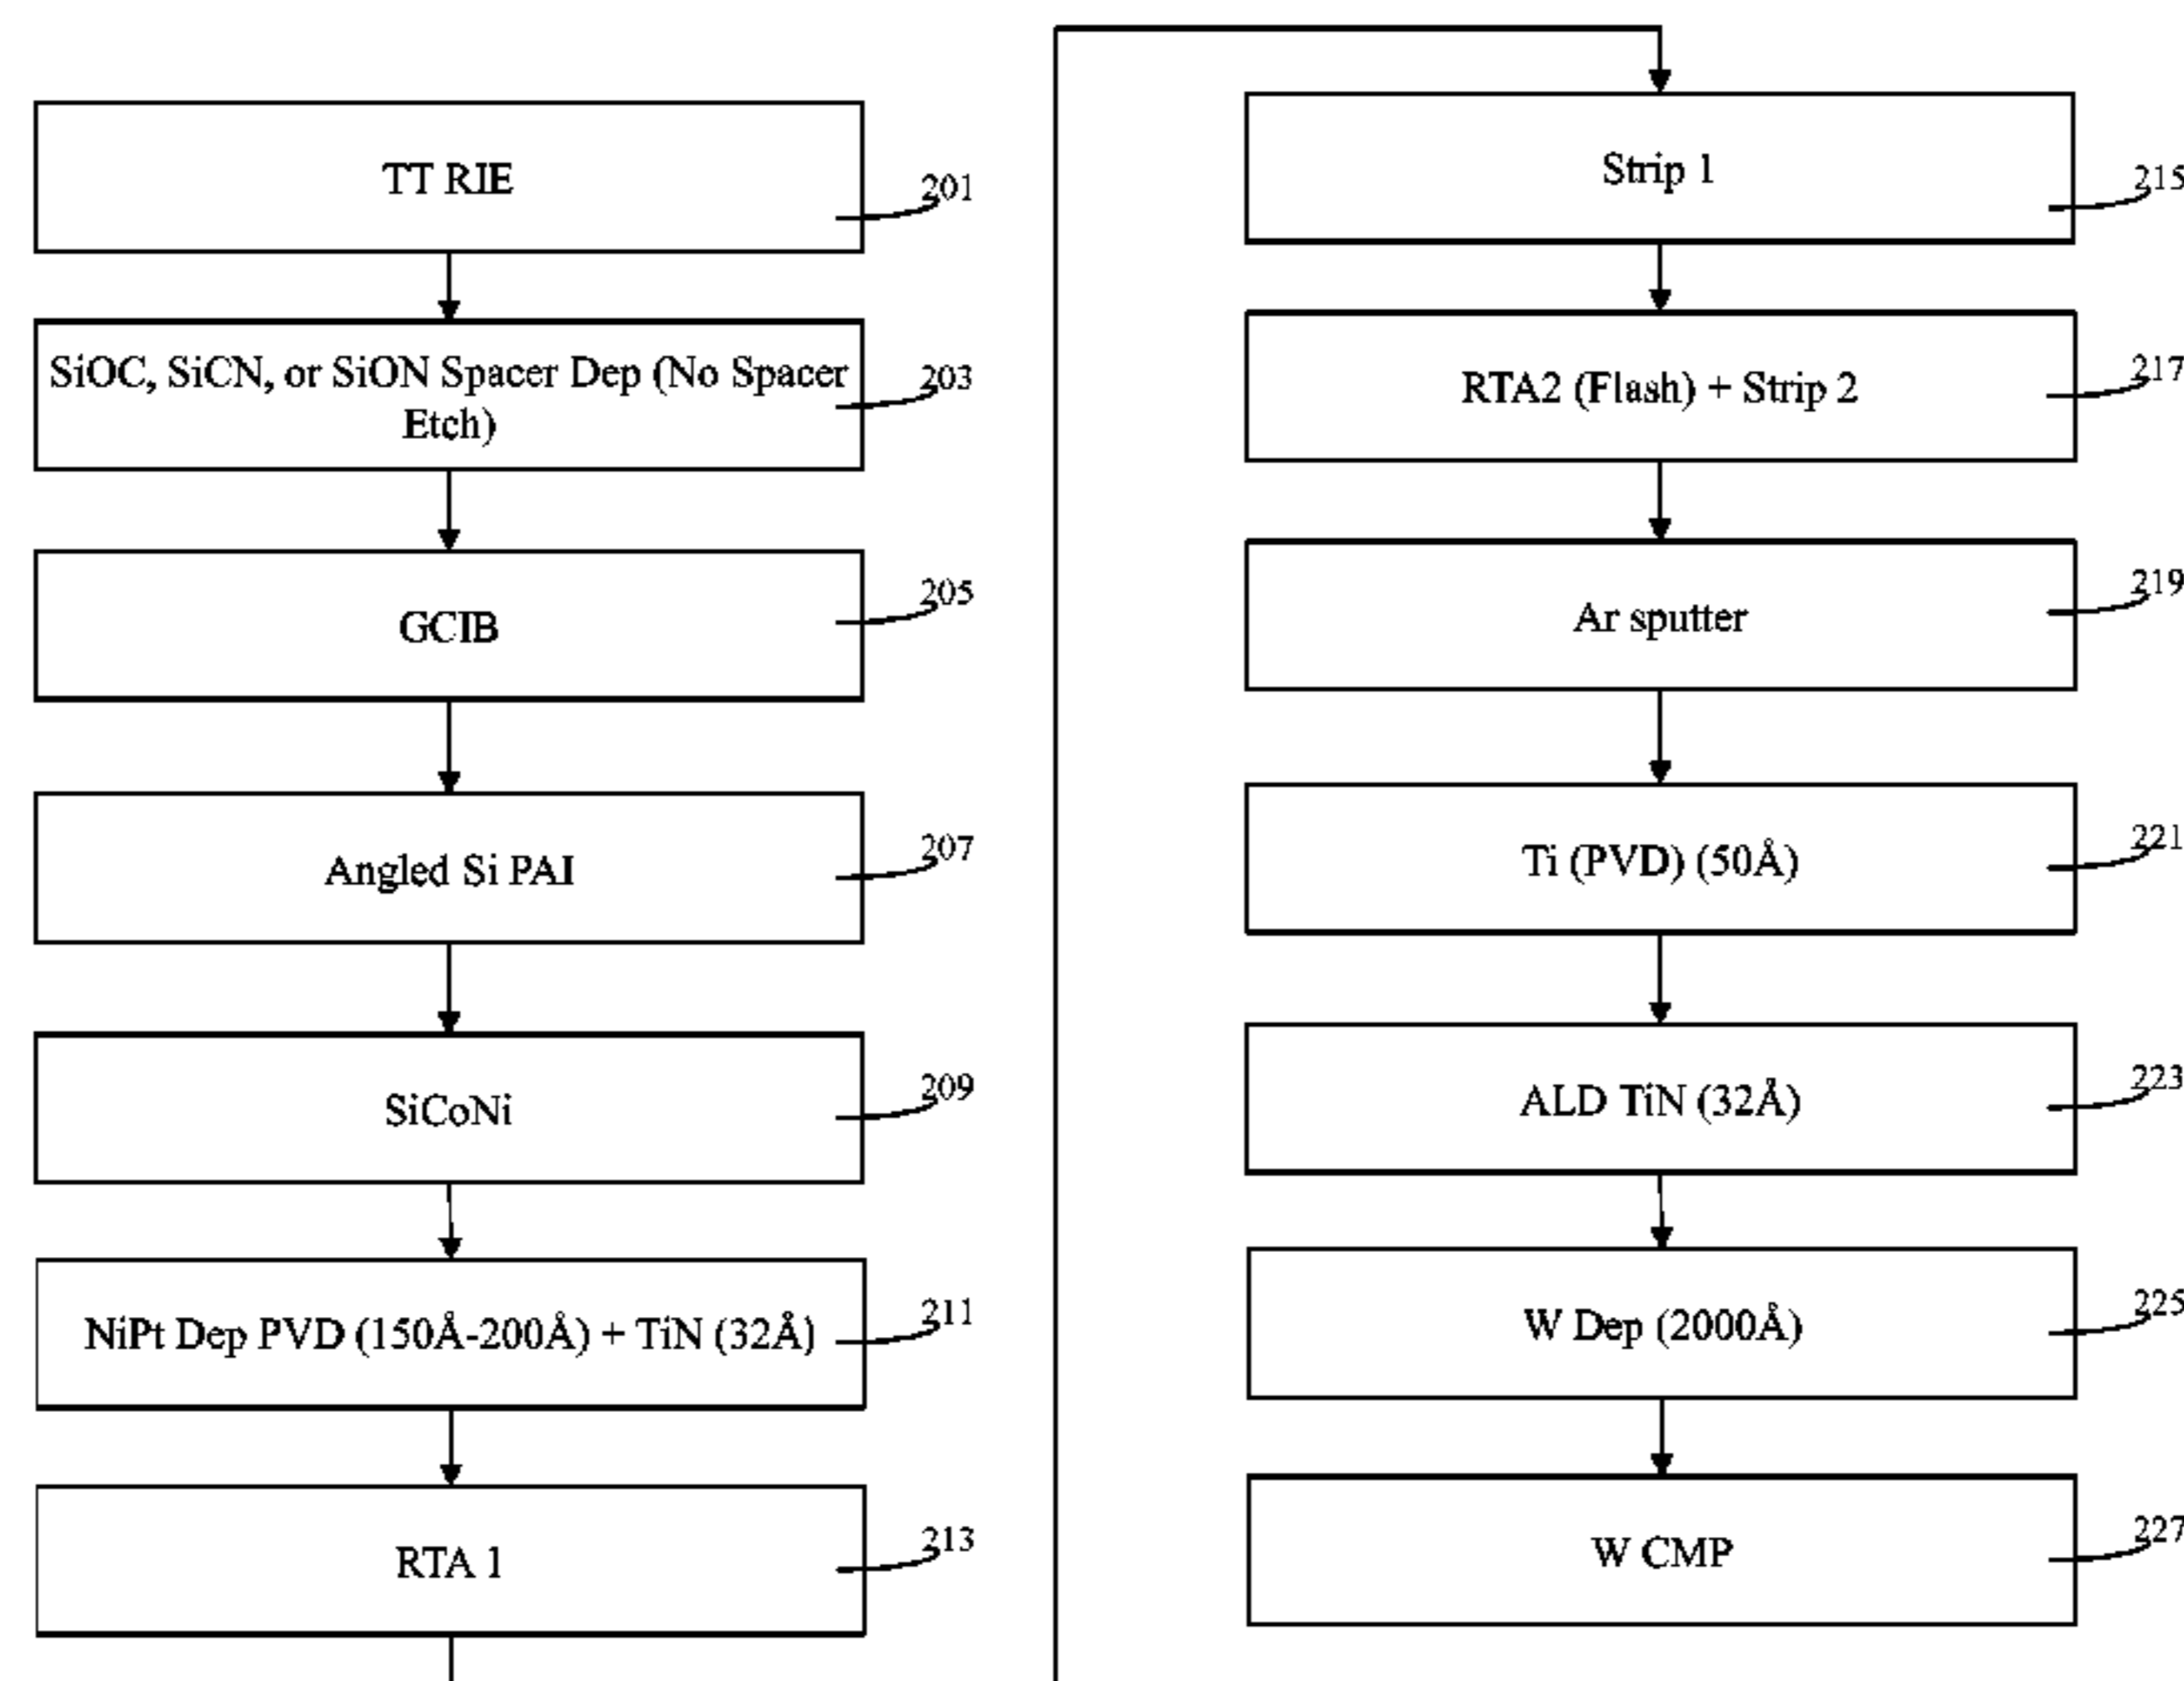 TT RIE
201
SiOC, SiCN, or SiON Spacer Dep (No Spacer
Etch)
203
GCIB
205
Angled Si PAI
207
SiCoNi
209
NiPt Dep PVD (150Å-200Å) + TiN (32Å)
211
RTA 1
213
Strip 1
215
RTA2 (Flash) + Strip 2
217
Ar sputter
219
Ti (PVD) (50Å)
221
ALD TiN (32Å)
223
W Dep (2000Å)
225
W CMP
227